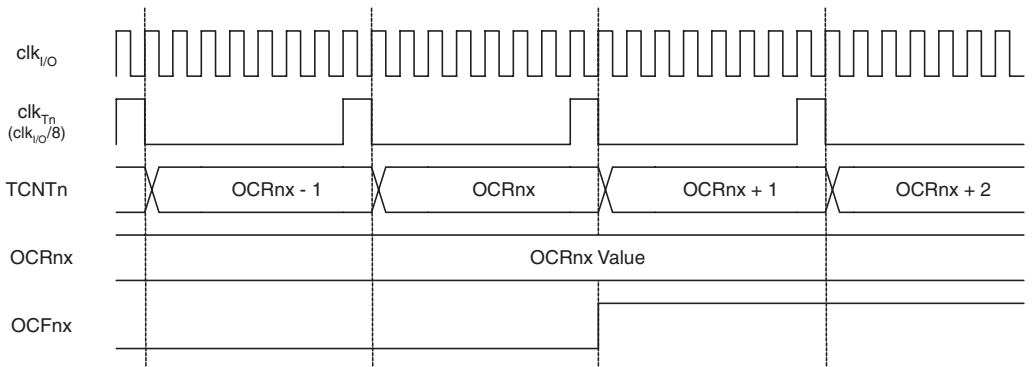 clkI/O
clkTn
(clkI/O/8)
TCNTn OCRnx - 1 OCRnx OCRnx + 1 OCRnx + 2
OCRnx OCRnx Value
OCFnx